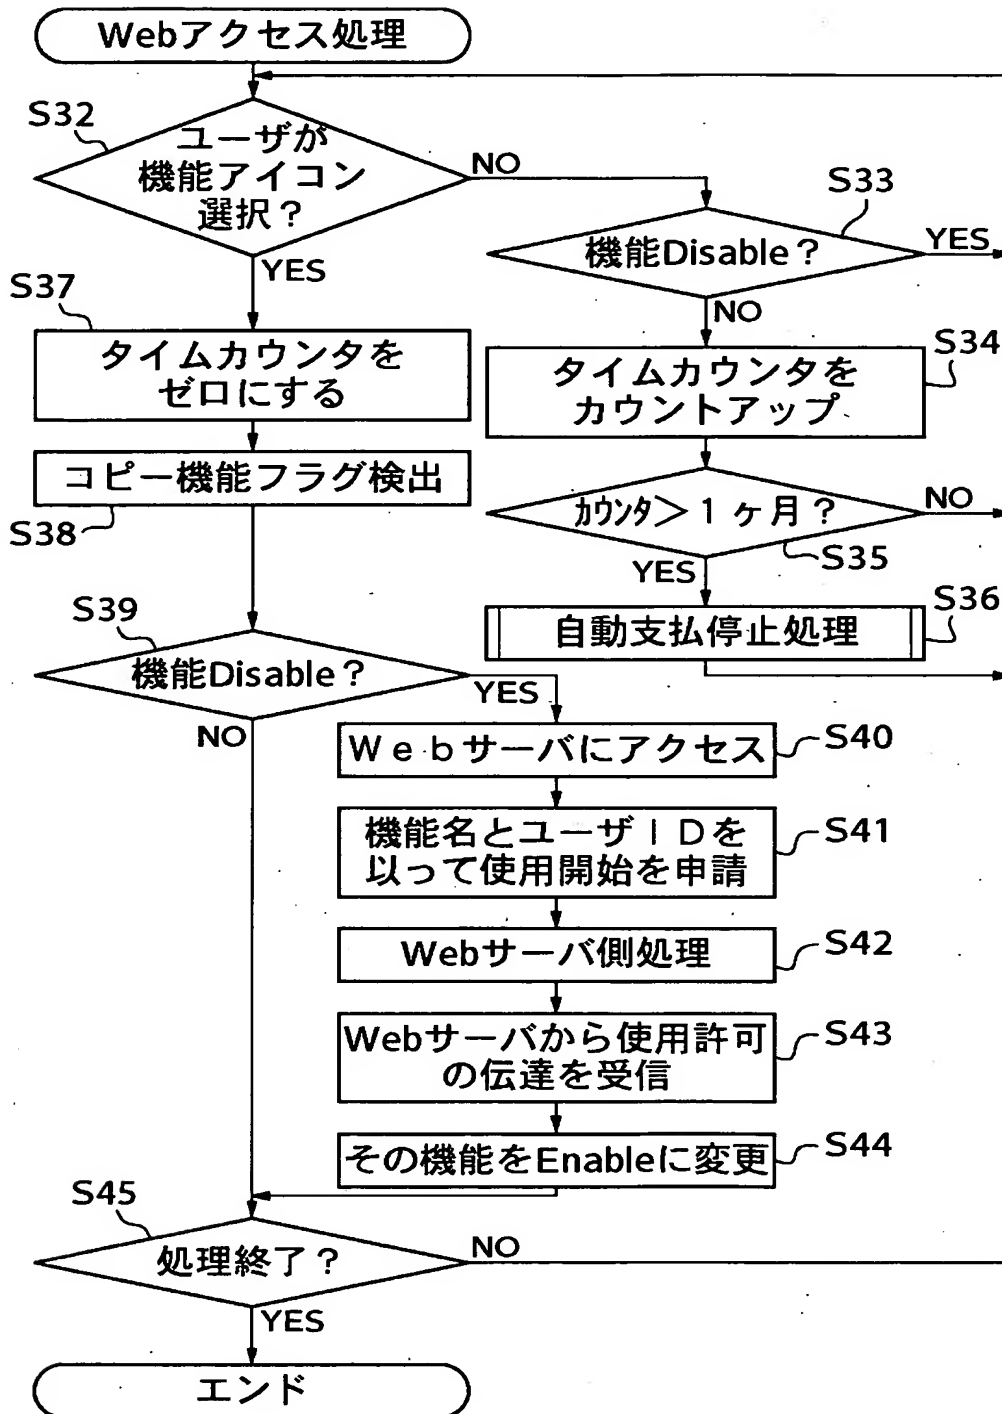 Webアクセス処理
S32
ユーザが
機能アイコン
選択？
NO
YES
S33
機能Disable？
YES
NO
S37
タイムカウンタを
ゼロにする
S34
タイムカウンタを
カウントアップ
コピー機能フラグ検出
S38
カウンタ＞１ヶ月？
NO
S35
YES
S36
自動支払停止処理
S39
機能Disable？
YES
NO
Ｗｅｂサーバにアクセス
S40
機能名とユーザＩＤを
以って使用開始を申請
S41
Webサーバ側処理
S42
Webサーバから使用許可
の伝達を受信
S43
その機能をEnableに変更
S44
S45
処理終了？
NO
YES
エンド